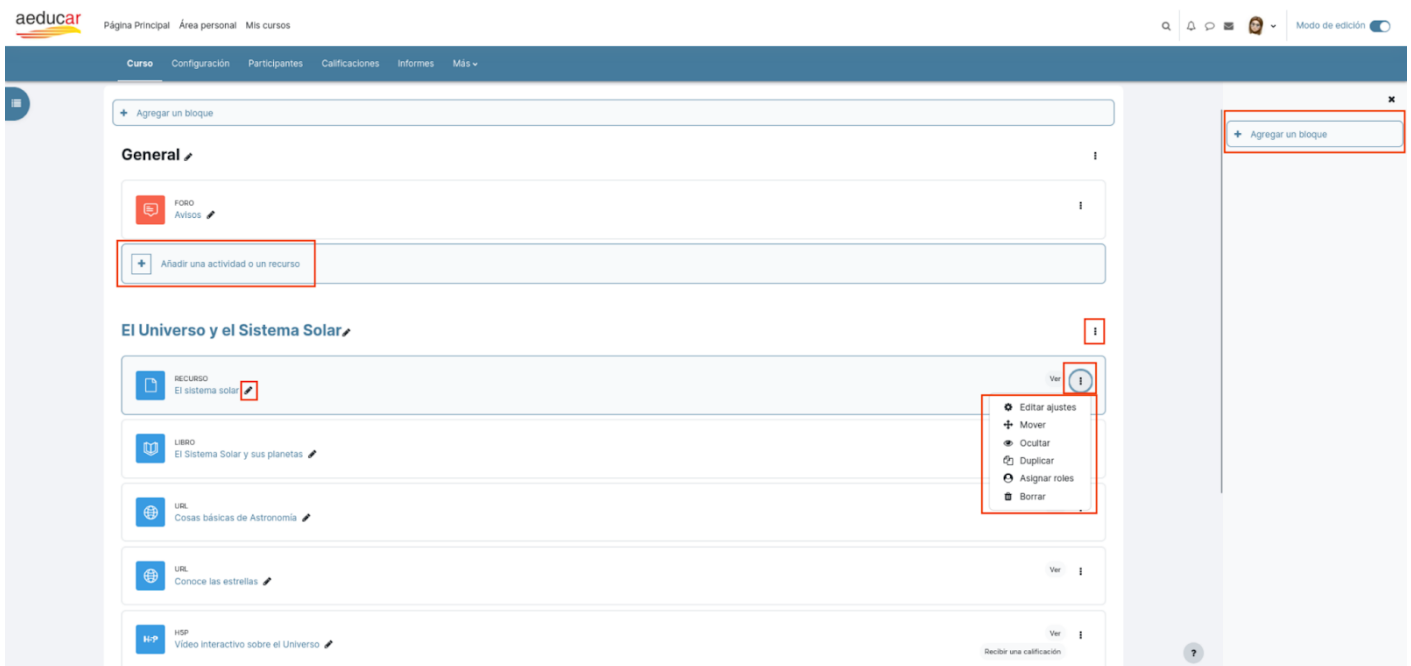 aeducar
Página Principal Área personal Mis cursos
Modo de edición
Curso Configuración Participantes Calificaciones Informes Más
+ Agregar un bloque
+ Agregar un bloque
General
FORO
Avisos
+ Añadir una actividad o un recurso
El Universo y el Sistema Solar
RECURSO
El sistema solar
Ver
Editar ajustes
Mover
Ocultar
Duplicar
Asignar roles
Borrar
LIBRO
El Sistema Solar y sus planetas
URL
Cosas básicas de Astronomía
URL
Conoce las estrellas
Ver
H5P
H5P
Vídeo interactivo sobre el Universo
Ver
Recibir una calificación
?